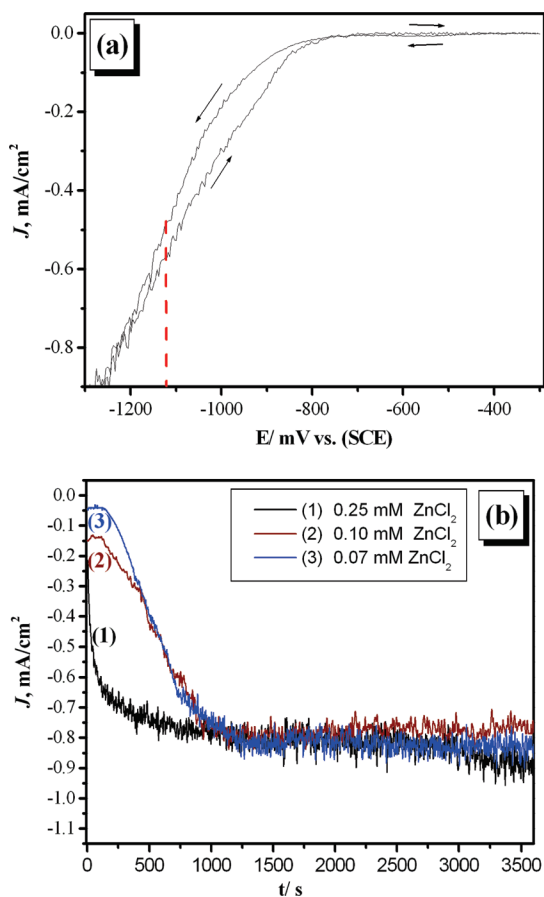 (a)
0.0
-0.2
-0.4
-0.6
-0.8
J, mA/cm²
-1200 -1000 -800 -600 -400 -200
E/ mV vs. (SCE)
(b)
0.0
-0.1
-0.2
-0.3
-0.4
-0.5
-0.6
-0.7
-0.8
-0.9
-1.0
-1.1
J, mA/cm²
(3)
(2)
(1)
(1) 0.25 mM ZnCl₂
(2) 0.10 mM ZnCl₂
(3) 0.07 mM ZnCl₂
0 500 1000 1500 2000 2500 3000 3500
t/ s